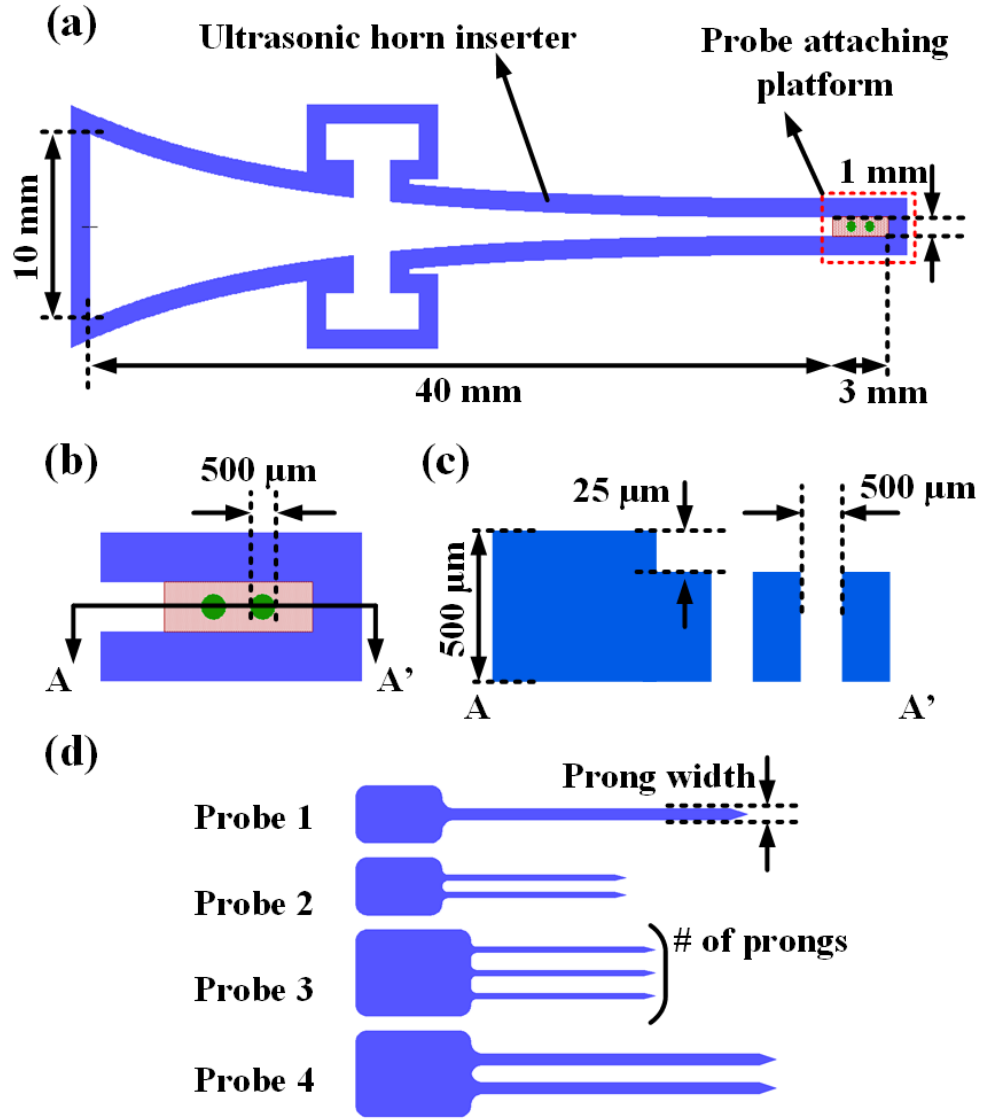 (a)
Ultrasonic horn inserter
Probe attaching
platform
1 mm
10 mm
40 mm
3 mm
(b)
500 μm
A
A’
(c)
25 μm
500 μm
500 μm
A
A’
(d)
Prong width
Probe 1
Probe 2
# of prongs
Probe 3
Probe 4